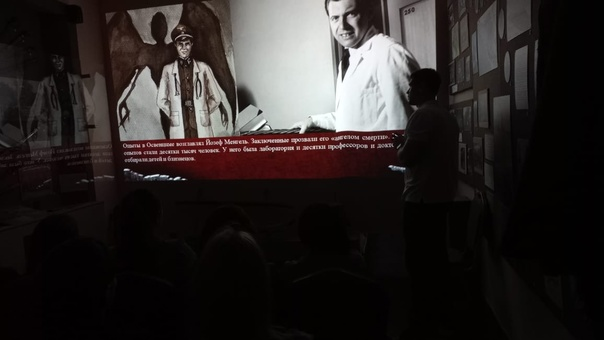 Опыты в Освенциме возглавлял Йозеф Менгель. Заключенные прозвали его «ангелом смерти».
опытов стали десятки тысяч человек. У него была лаборатория и десятки профессоров и докт
отбирали детей и близнецов.